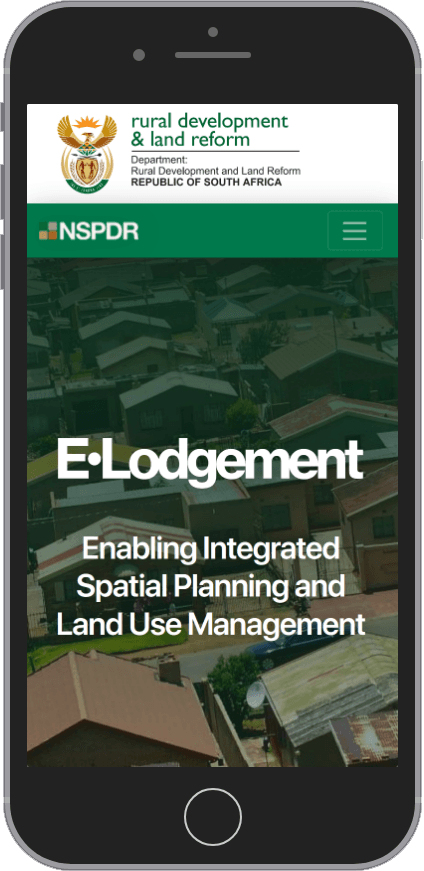 rural development
& land reform
Department:
Rural Development and Land Reform
REPUBLIC OF SOUTH AFRICA
NSPDR
E•Lodgement
Enabling Integrated
Spatial Planning and
Land Use Management